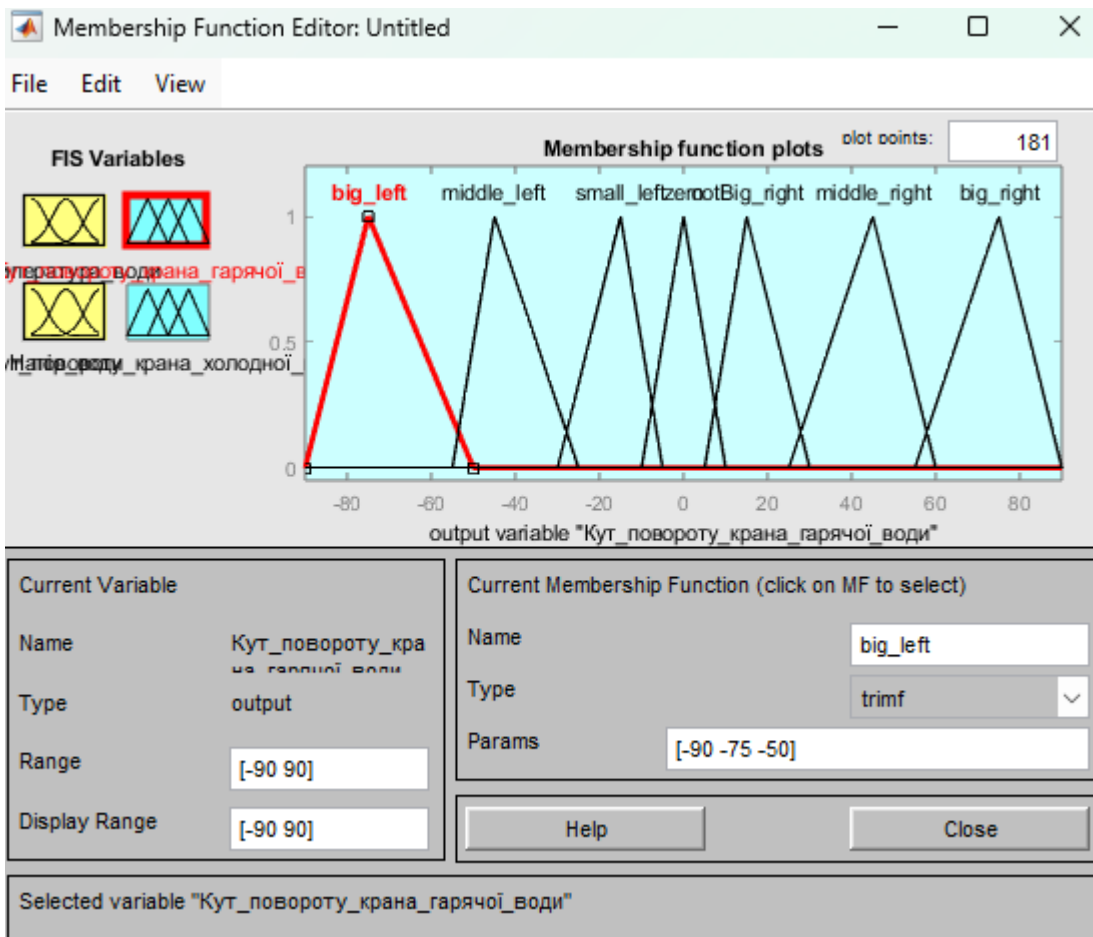 Membership Function Editor: Untitled
File Edit View
FIS Variables
Membership function plots plot points: 181
big_left middle_left small_left zero notBig_right middle_right big_right
1
0.5
0
-80 -60 -40 -20 0 20 40 60 80
output variable "Кут_повороту_крана_гарячої_води"
Current Variable
Name Кут_повороту_кра
на_гарячої_води
Type output
Range [-90 90]
Display Range [-90 90]
Current Membership Function (click on MF to select)
Name big_left
Type trimf
Params [-90 -75 -50]
Help Close
Selected variable "Кут_повороту_крана_гарячої_води"